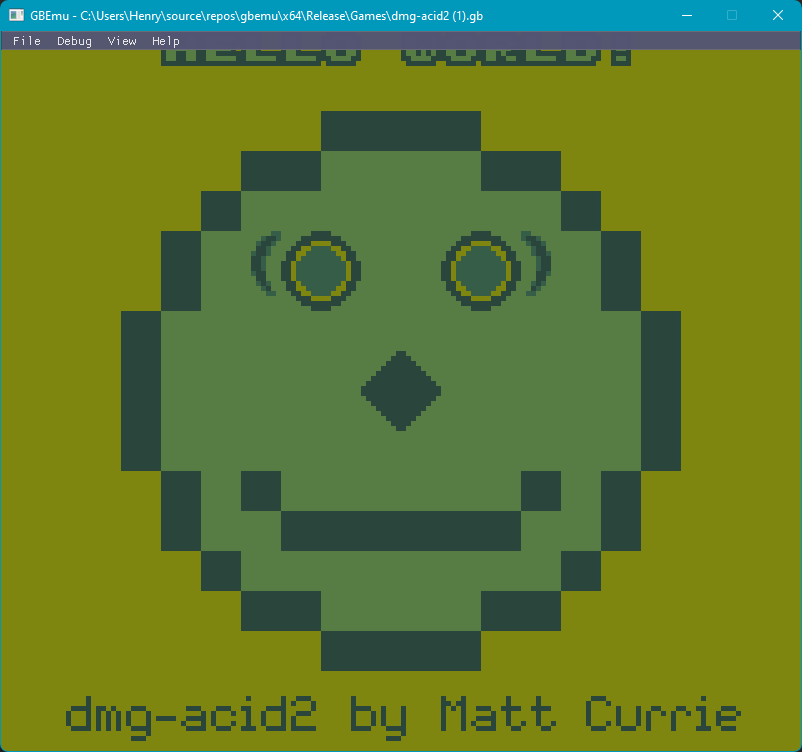 GBEmu - C:\Users\Henry\source\repos\gbemu\x64\Release\Games\dmg-acid2 (1).gb
File Debug View Help
dmg-acid2 by Matt Currie